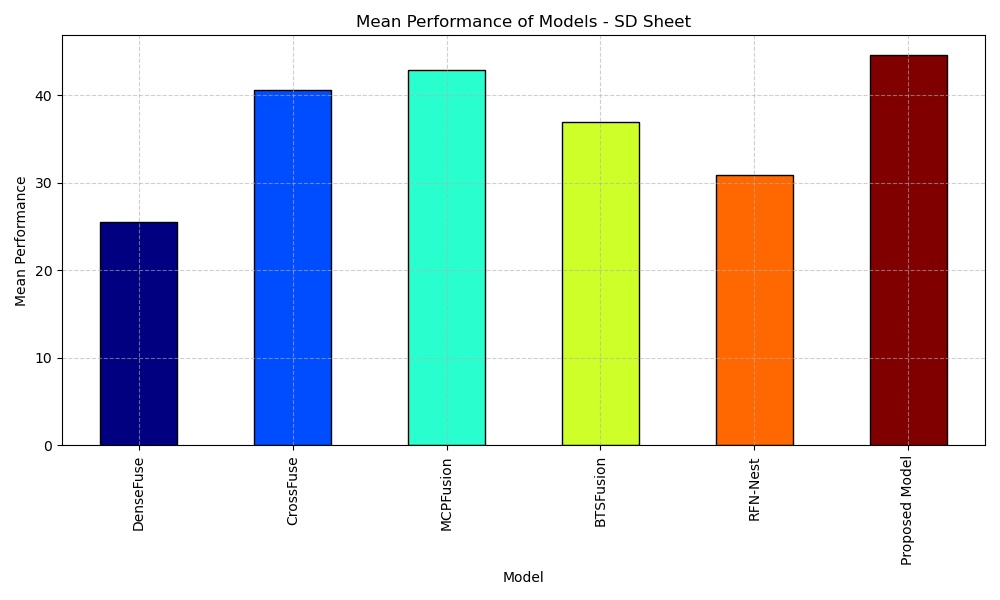 Mean Performance of Models - SD Sheet
Mean Performance
40
30
20
10
0
DenseFuse
CrossFuse
MCPFusion
BTSFusion
RFN-Nest
Proposed Model
Model